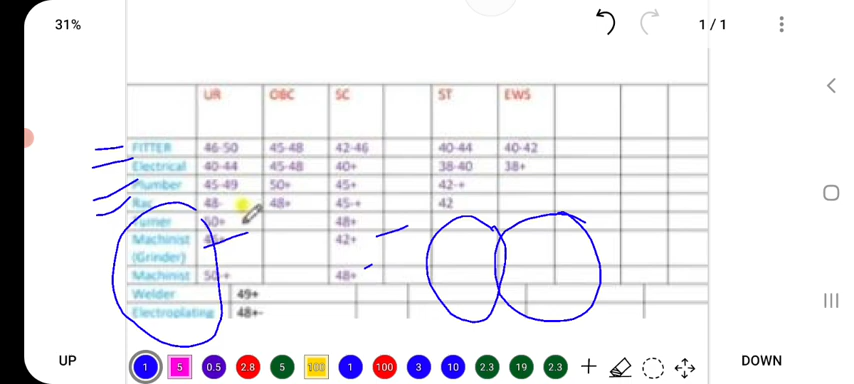 31% 1 / 1
UR OBC SC ST EWS
FITTER 46-50 45-48 42-46 40-44 40-42
Electrical 40-44 45-48 40+ 38-40 38+
Plumber 45-49 50+ 45+ 42-+
Rac 48- 48+ 45-+ 42
Turner 50+ 48+
Machinist 42+
(Grinder)
Machinist 50-+ 48+
Welder 49+
Electroplating 48+-
UP 1 5 0.5 2.8 5 100 1 100 3 10 2.3 19 2.3 DOWN